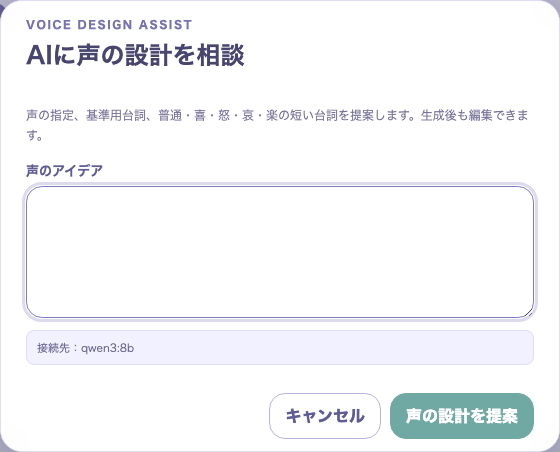 VOICE DESIGN ASSIST
AIに声の設計を相談
声の指定、基準用台詞、普通・喜・怒・哀・楽の短い台詞を提案します。生成後も編集できま
す。
声のアイデア
接続先：qwen3:8b
キャンセル
声の設計を提案